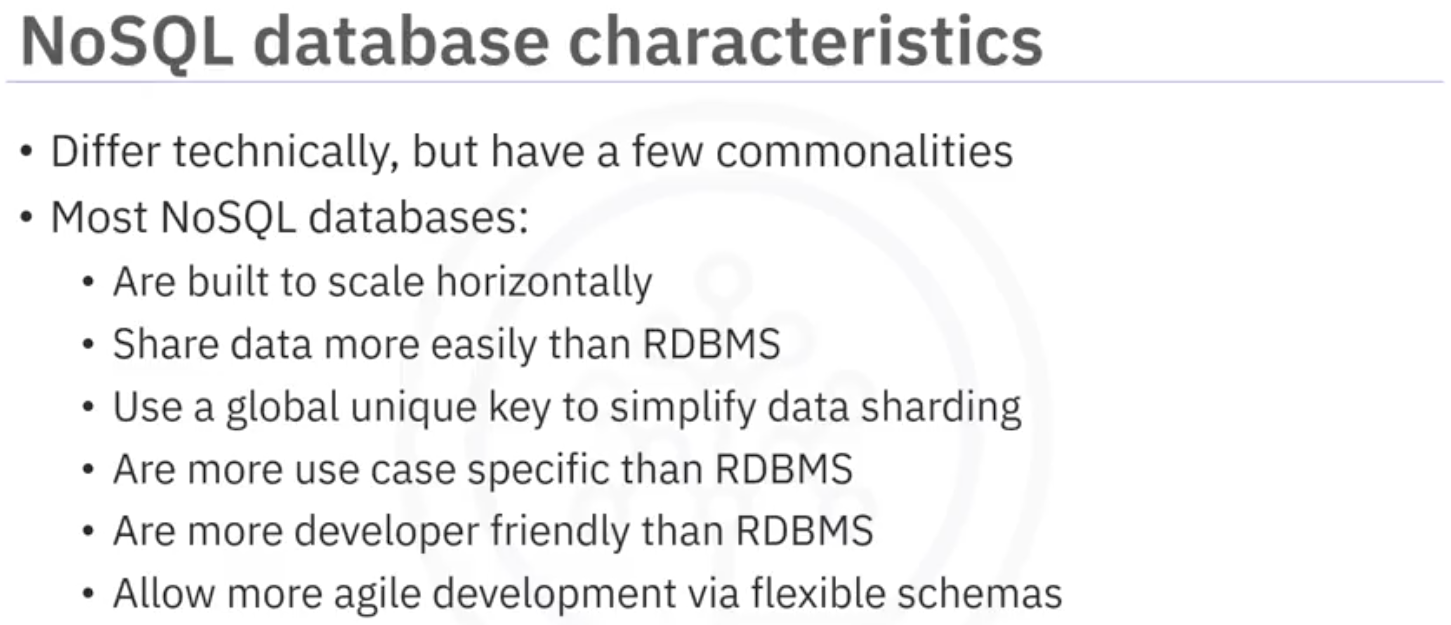 NoSQL database characteristics
• Differ technically, but have a few commonalities
• Most NoSQL databases:
• Are built to scale horizontally
• Share data more easily than RDBMS
• Use a global unique key to simplify data sharding
• Are more use case specific than RDBMS
• Are more developer friendly than RDBMS
• Allow more agile development via flexible schemas